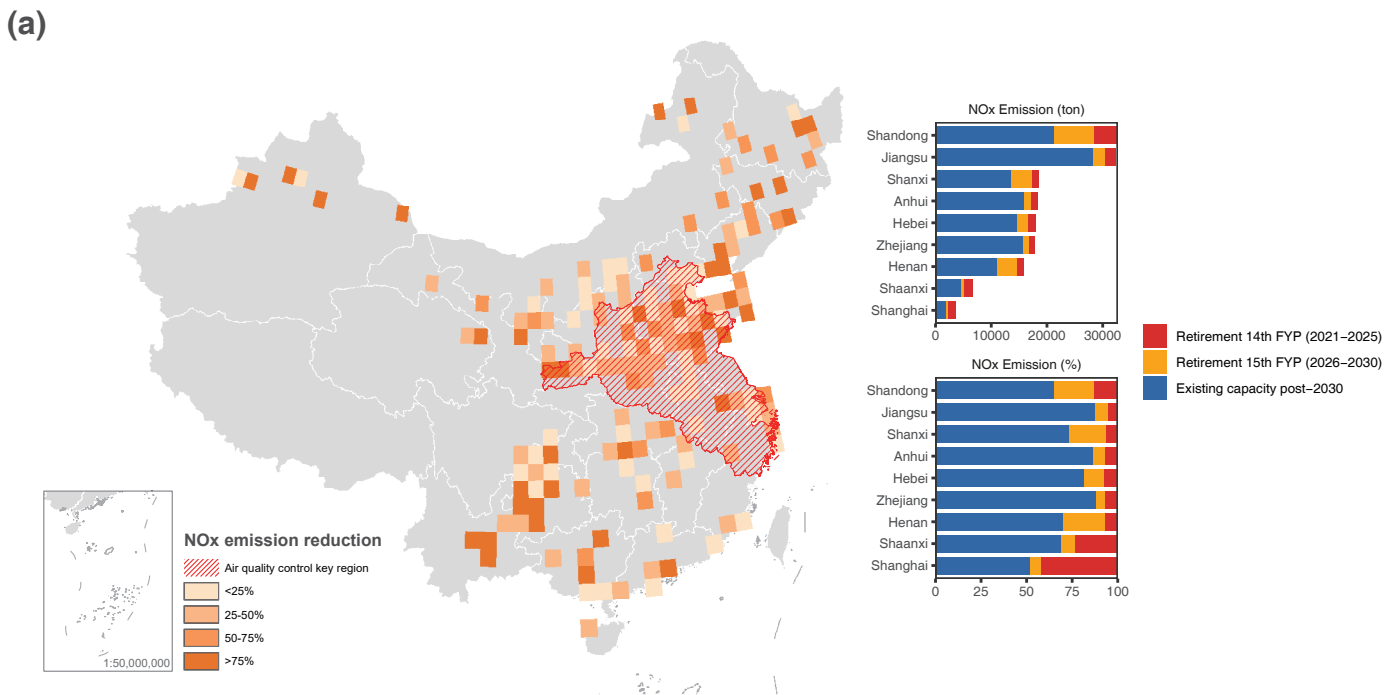 (a)
NOx Emission (ton)
Shandong
Jiangsu
Shanxi
Anhui
Hebei
Zhejiang
Henan
Shaanxi
Shanghai
0 10000 20000 30000
NOx Emission (%)
Shandong
Jiangsu
Shanxi
Anhui
Hebei
Zhejiang
Henan
Shaanxi
Shanghai
0 25 50 75 100
Retirement 14th FYP (2021−2025)
Retirement 15th FYP (2026−2030)
Existing capacity post−2030
NOx emission reduction
Air quality control key region
<25%
25-50%
50-75%
>75%
1:50,000,000